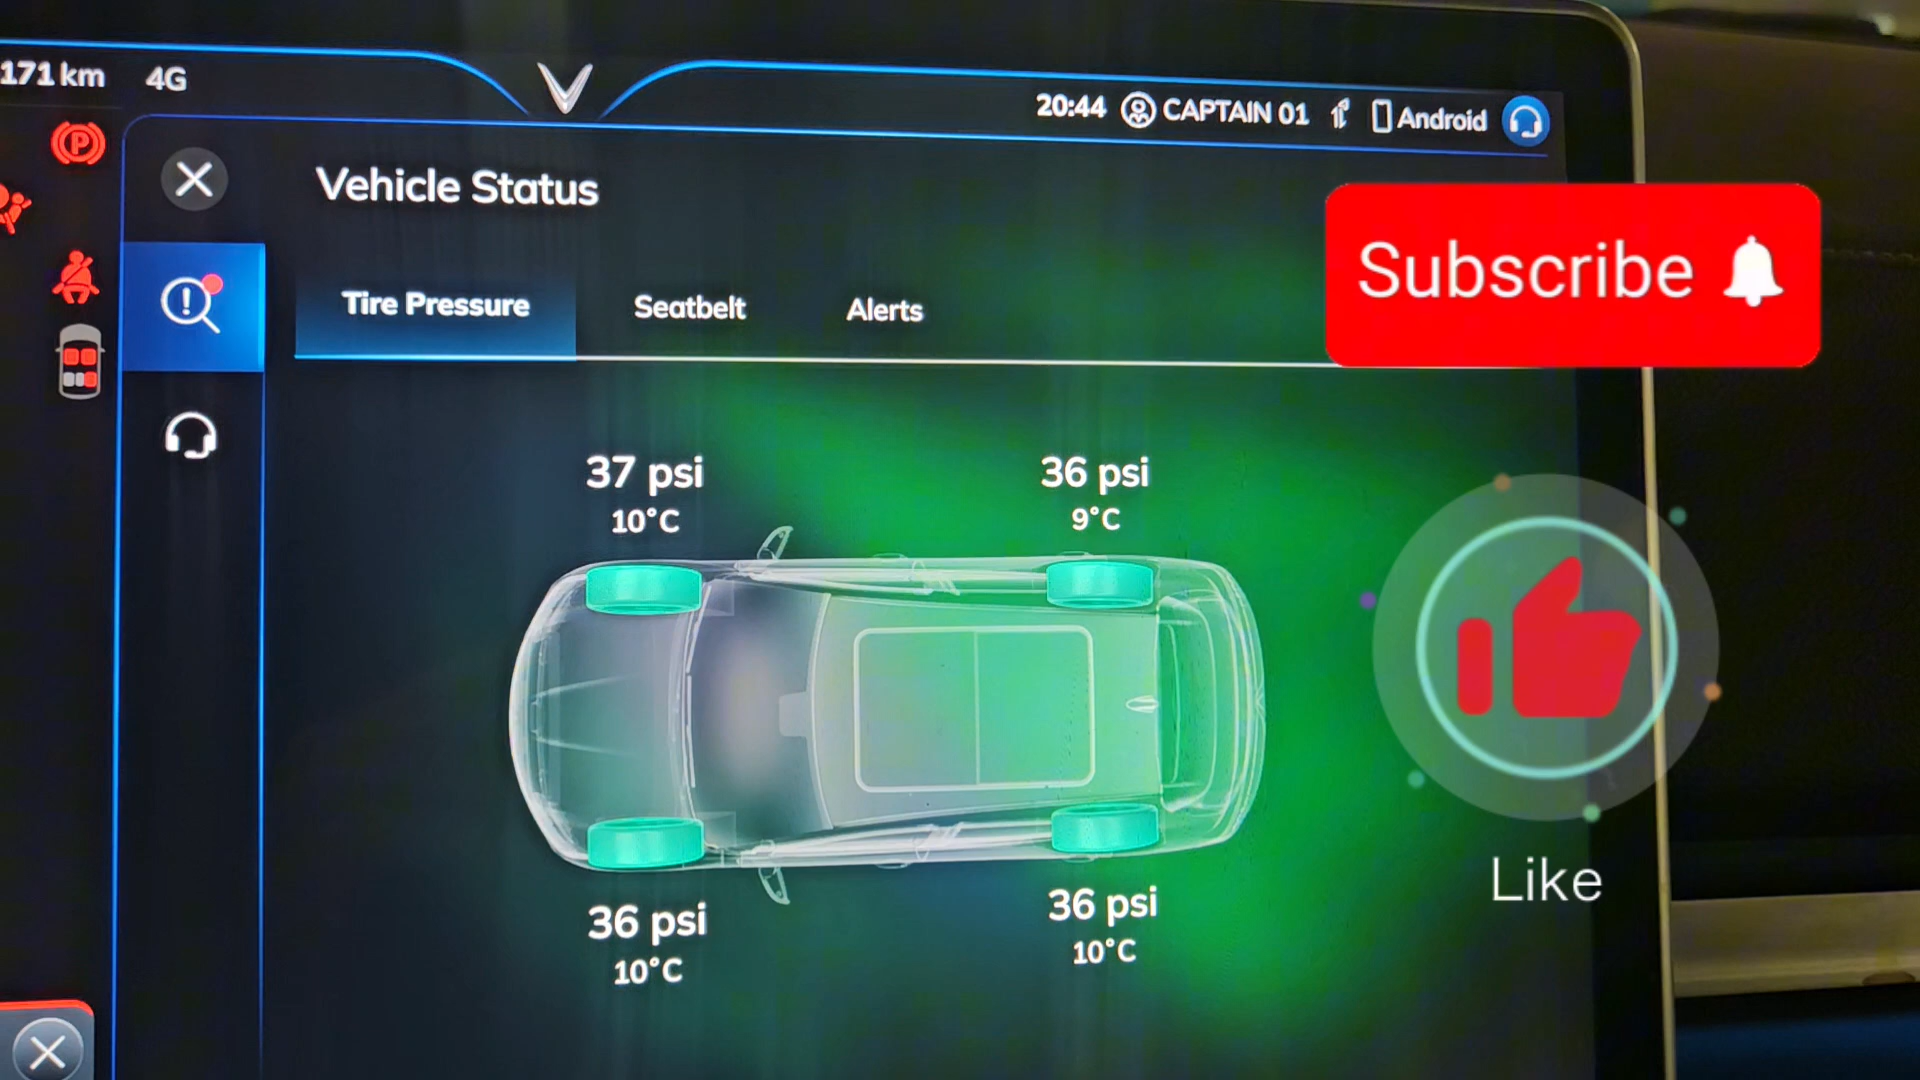 171 km 4G
20:44 CAPTAIN 01 Android
P
Vehicle Status
Subscribe
Tire Pressure Seatbelt Alerts
37 psi 36 psi
10°C 9°C
Like
36 psi 36 psi
10°C 10°C